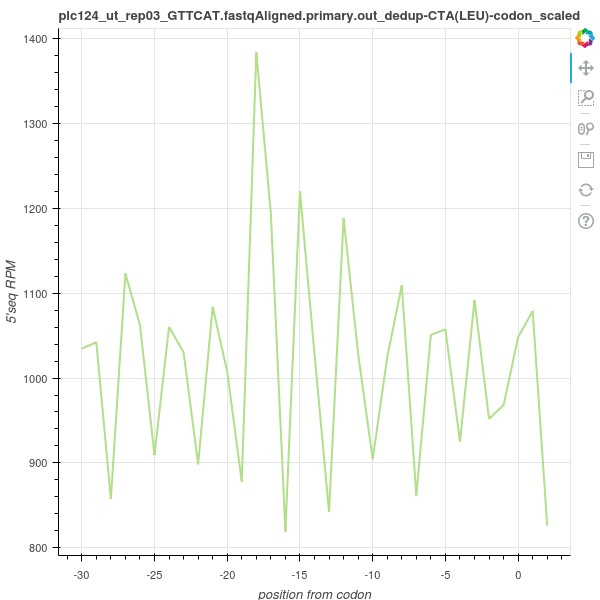 plc124_ut_rep03_GTTCAT.fastqAligned.primary.out_dedup-CTA(LEU)-codon_scaled
1400
1300
1200
1100
1000
900
800
5'seq RPM
-30 -25 -20 -15 -10 -5 0
position from codon